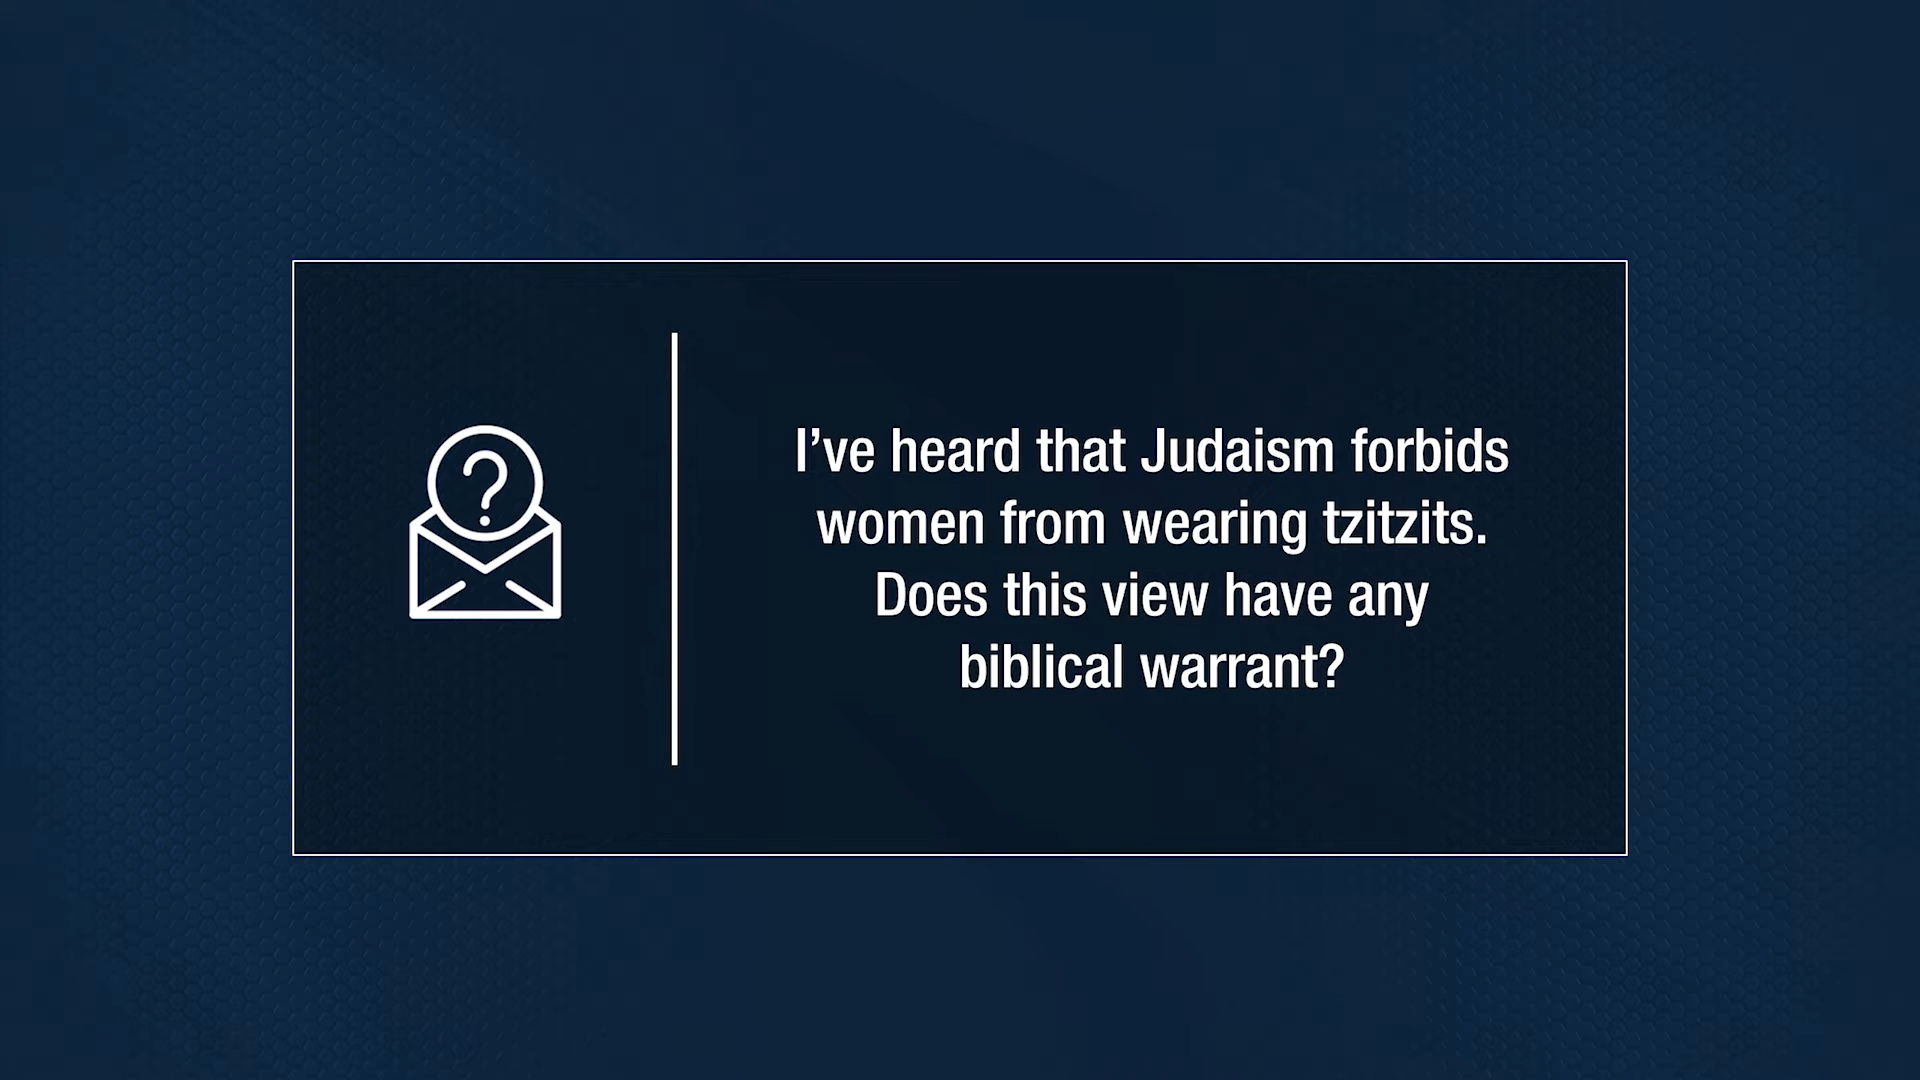 I’ve heard that Judaism forbids
women from wearing tzitzits.
Does this view have any
biblical warrant?